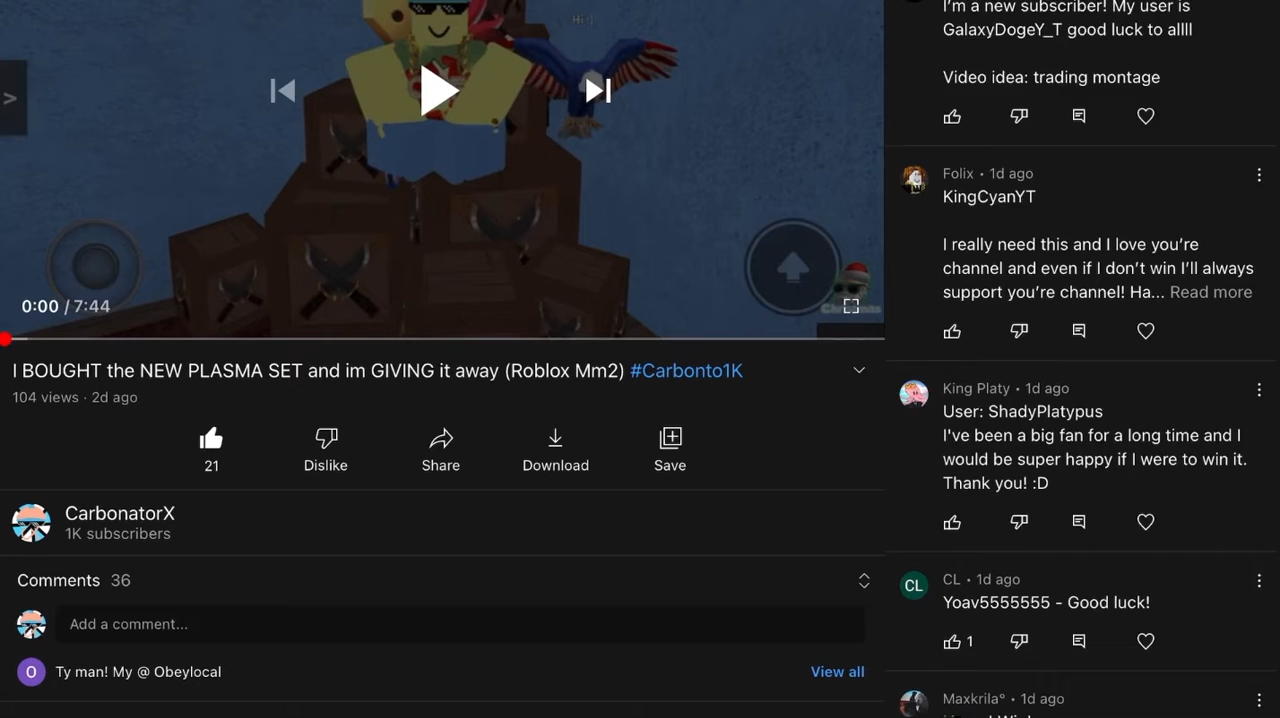 Hi :)
>
0:00 / 7:44
I BOUGHT the NEW PLASMA SET and im GIVING it away (Roblox Mm2) #Carbonto1K
104 views · 2d ago
21
Dislike
Share
Download
Save
CarbonatorX
1K subscribers
Comments 36
Add a comment...
O
Ty man! My @ Obeylocal
View all
I'm a new subscriber! My user is
GalaxyDogeY_T good luck to allll
Video idea: trading montage
Folix • 1d ago
KingCyanYT
I really need this and I love you're
channel and even if I don't win I'll always
support you're channel! Ha... Read more
King Platy • 1d ago
User: ShadyPlatypus
I've been a big fan for a long time and I
would be super happy if I were to win it.
Thank you! :D
CL
CL • 1d ago
Yoav5555555 - Good luck!
1
Maxkrila° • 1d ago